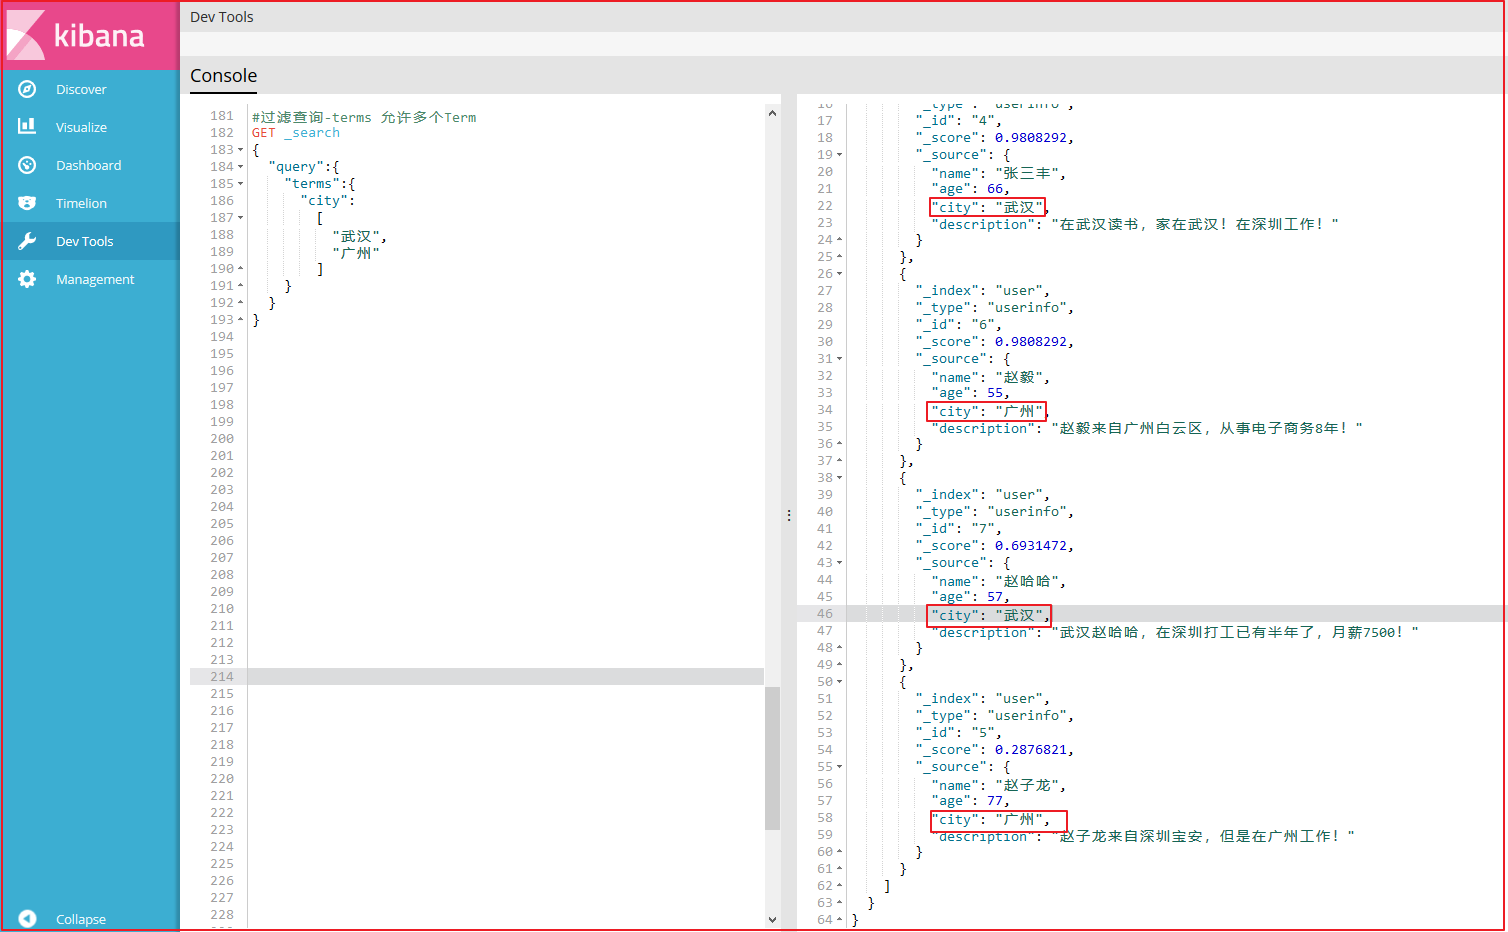 kibana
Discover
Visualize
Dashboard
Timelion
Dev Tools
Management
Collapse
Dev Tools
Console
181 #过滤查询-terms 允许多个Term
182 GET _search
183 {
184 "query":{
185 "terms":{
186 "city":
187 [
188 "武汉",
189 "广州"
190 ]
191 }
192 }
193 }
194
195
196
197
198
199
200
201
202
203
204
205
206
207
208
209
210
211
212
213
214
215
216
217
218
219
220
221
222
223
224
225
226
227
228
16 "_type": "userinfo",
17 "_id": "4",
18 "_score": 0.9808292,
19 "_source": {
20 "name": "张三丰",
21 "age": 66,
22 "city": "武汉",
23 "description": "在武汉读书，家在武汉！在深圳工作！"
24 }
25 },
26 {
27 "_index": "user",
28 "_type": "userinfo",
29 "_id": "6",
30 "_score": 0.9808292,
31 "_source": {
32 "name": "赵毅",
33 "age": 55,
34 "city": "广州",
35 "description": "赵毅来自广州白云区，从事电子商务8年！"
36 }
37 },
38 {
39 "_index": "user",
40 "_type": "userinfo",
41 "_id": "7",
42 "_score": 0.6931472,
43 "_source": {
44 "name": "赵哈哈",
45 "age": 57,
46 "city": "武汉",
47 "description": "武汉赵哈哈，在深圳打工已有半年了，月薪7500！"
48 }
49 },
50 {
51 "_index": "user",
52 "_type": "userinfo",
53 "_id": "5",
54 "_score": 0.2876821,
55 "_source": {
56 "name": "赵子龙",
57 "age": 77,
58 "city": "广州",
59 "description": "赵子龙来自深圳宝安，但是在广州工作！"
60 }
61 }
62 ]
63 }
64 }